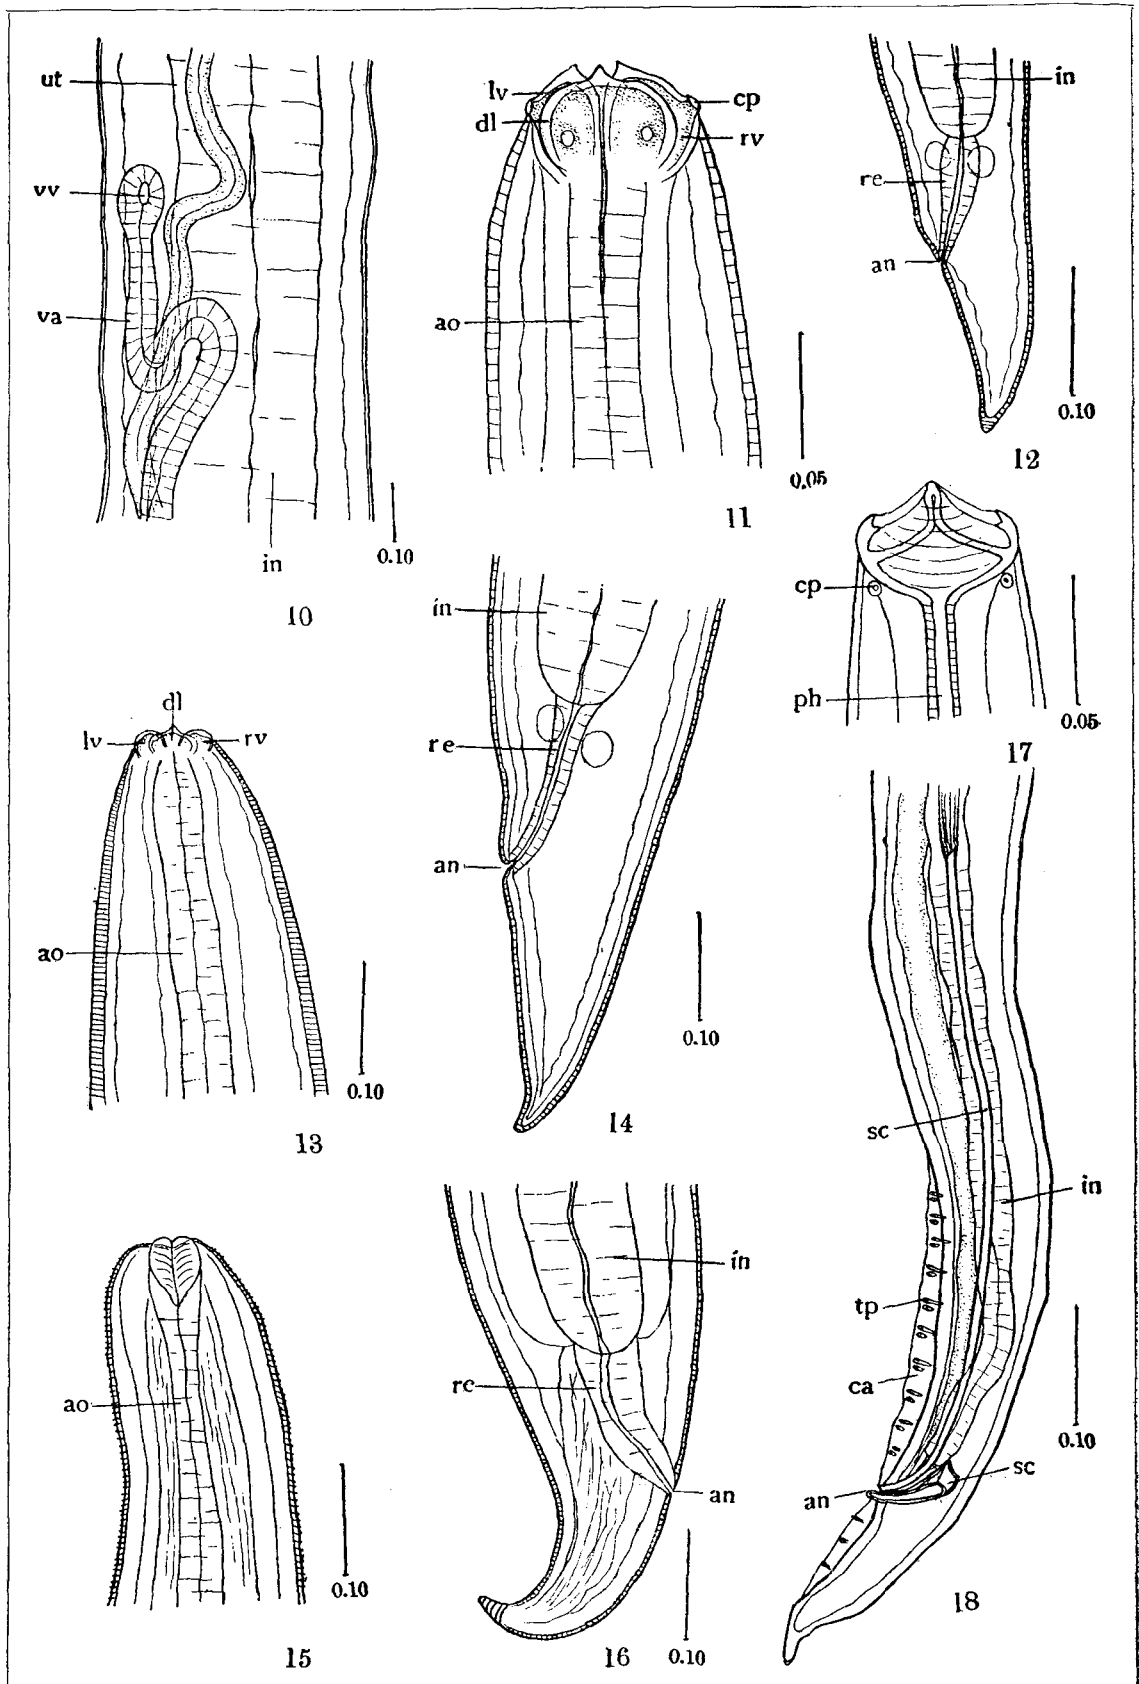 ut
vv
va
in
0.10
10
lv
dl
cp
rv
ao
0.05
11
in
re
an
0.10
12
dl
lv
rv
ao
0.10
13
in
re
an
0.10
14
cp
ph
0.05
17
ao
0.10
15
in
re
an
0.10
16
sc
in
tp
ca
an
sc
0.10
18